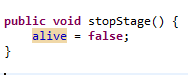 public void stopStage() {
    alive = false;
}